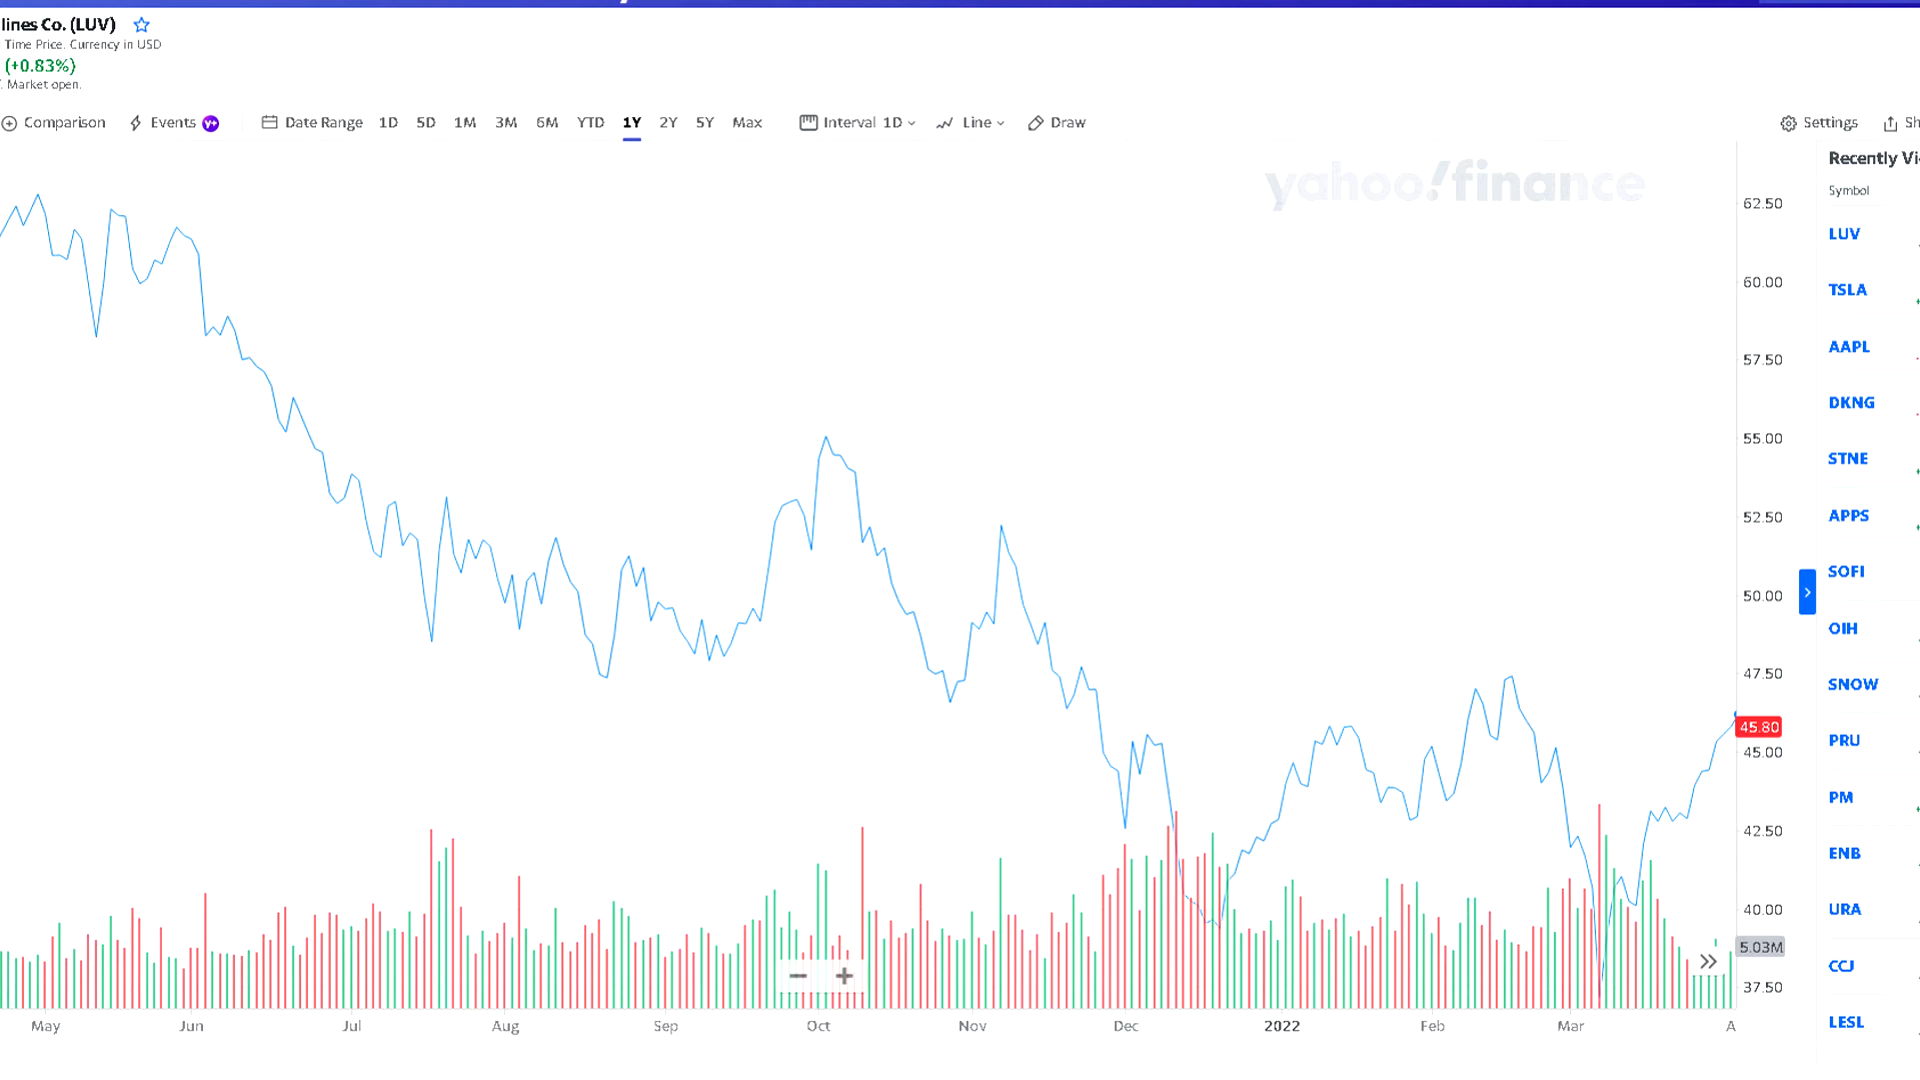 lines Co. (LUV)
Time Price. Currency in USD
(+0.83%)
. Market open.
Comparison Events Y+ Date Range 1D 5D 1M 3M 6M YTD 1Y 2Y 5Y Max Interval 1D Line Draw Settings Sh
yahoo!finance
Recently Vi
Symbol
LUV
TSLA
AAPL
DKNG
STNE
APPS
SOFI
OIH
SNOW
PRU
PM
ENB
URA
CCJ
LESL
62.50
60.00
57.50
55.00
52.50
50.00
47.50
45.80
45.00
42.50
40.00
5.03M
37.50
May Jun Jul Aug Sep Oct Nov Dec 2022 Feb Mar A